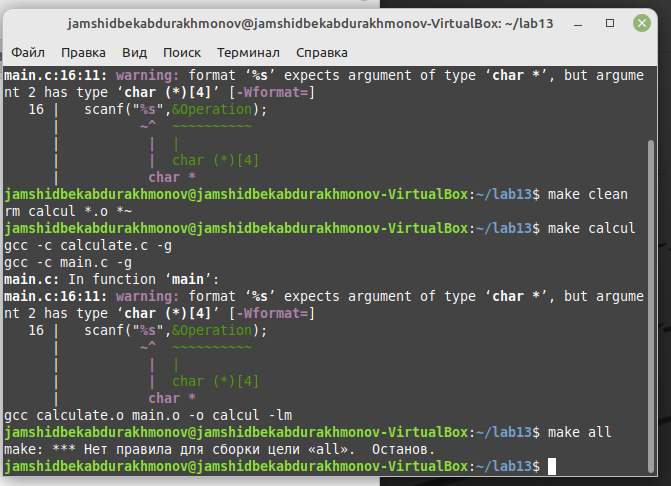 jamshidbekabdurakhmonov@jamshidbekabdurakhmonov-VirtualBox: ~/lab13
Файл Правка Вид Поиск Терминал Справка
main.c:16:11: warning: format ‘%s’ expects argument of type ‘char *’, but argume
nt 2 has type ‘char (*)[4]’ [-Wformat=]
   16 |   scanf("%s",&Operation);
      |          ~^  ~~~~~~~~~~
      |           |  |
      |           |  char (*)[4]
      |           char *
jamshidbekabdurakhmonov@jamshidbekabdurakhmonov-VirtualBox:~/lab13$ make clean
rm calcul *.o *~
jamshidbekabdurakhmonov@jamshidbekabdurakhmonov-VirtualBox:~/lab13$ make calcul
gcc -c calculate.c -g
gcc -c main.c -g
main.c: In function ‘main’:
main.c:16:11: warning: format ‘%s’ expects argument of type ‘char *’, but argume
nt 2 has type ‘char (*)[4]’ [-Wformat=]
   16 |   scanf("%s",&Operation);
      |          ~^  ~~~~~~~~~~
      |           |  |
      |           |  char (*)[4]
      |           char *
gcc calculate.o main.o -o calcul -lm
jamshidbekabdurakhmonov@jamshidbekabdurakhmonov-VirtualBox:~/lab13$ make all
make: *** Нет правила для сборки цели «all».  Останов.
jamshidbekabdurakhmonov@jamshidbekabdurakhmonov-VirtualBox:~/lab13$